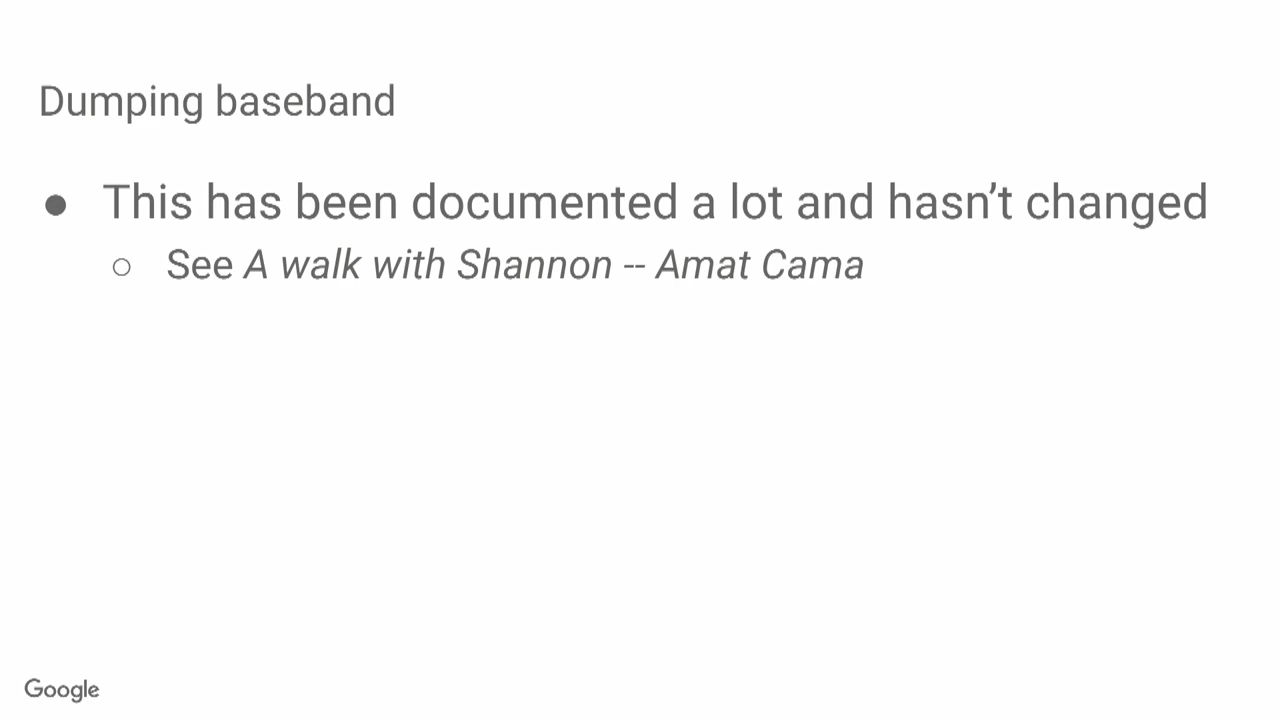 Dumping baseband
● This has been documented a lot and hasn’t changed
○ See A walk with Shannon -- Amat Cama
Google